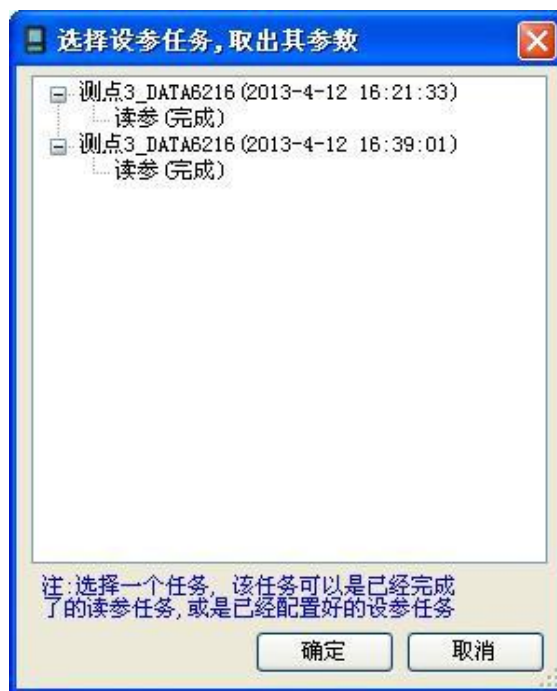 选择设参任务,取出其参数
测点3_DATA6216(2013-4-12 16:21:33)
读参(完成)
测点3_DATA6216(2013-4-12 16:39:01)
读参(完成)
注:选择一个任务, 该任务可以是已经完成
了的读参任务,或是已经配置好的设参任务
确定
取消